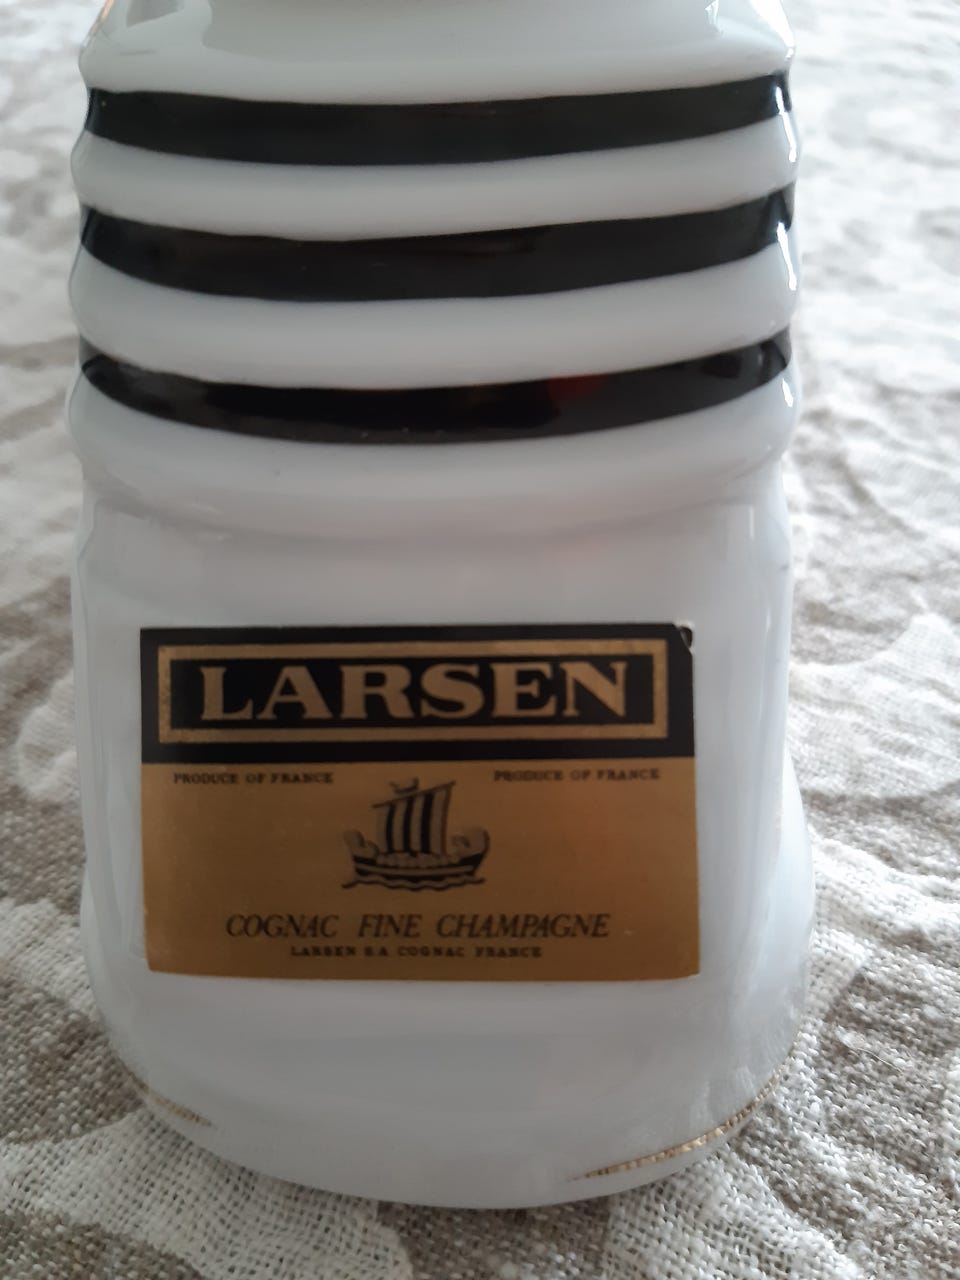 LARSEN
PRODUCE OF FRANCE PRODUCE OF FRANCE
COGNAC FINE CHAMPAGNE
LARSEN S.A COGNAC FRANCE